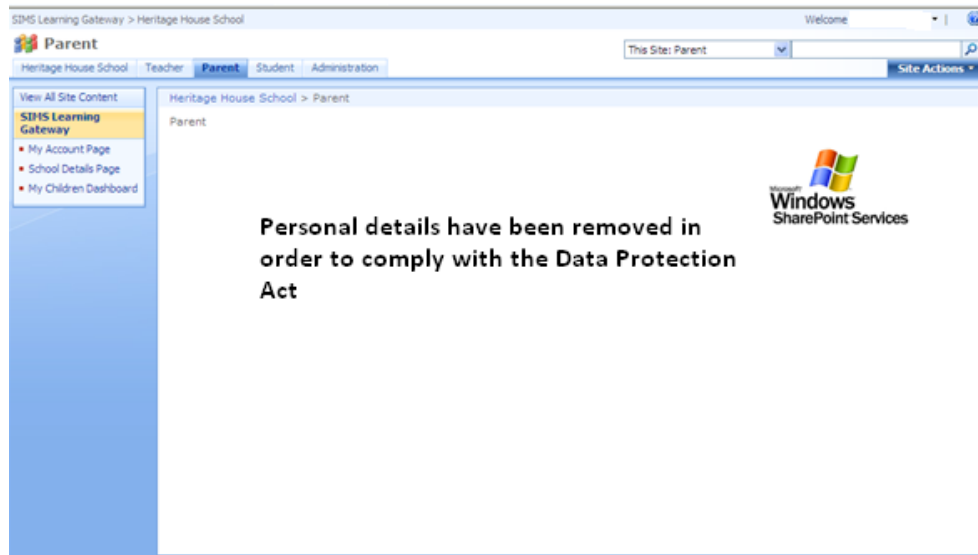 SIMS Learning Gateway > Heritage House School
Welcome
Parent
This Site: Parent
Heritage House School Teacher Parent Student Administration
Site Actions
View All Site Content
Heritage House School > Parent
SIMS Learning
Gateway
Parent
My Account Page
School Details Page
My Children Dashboard
Microsoft
Windows
SharePoint Services
Personal details have been removed in
order to comply with the Data Protection
Act